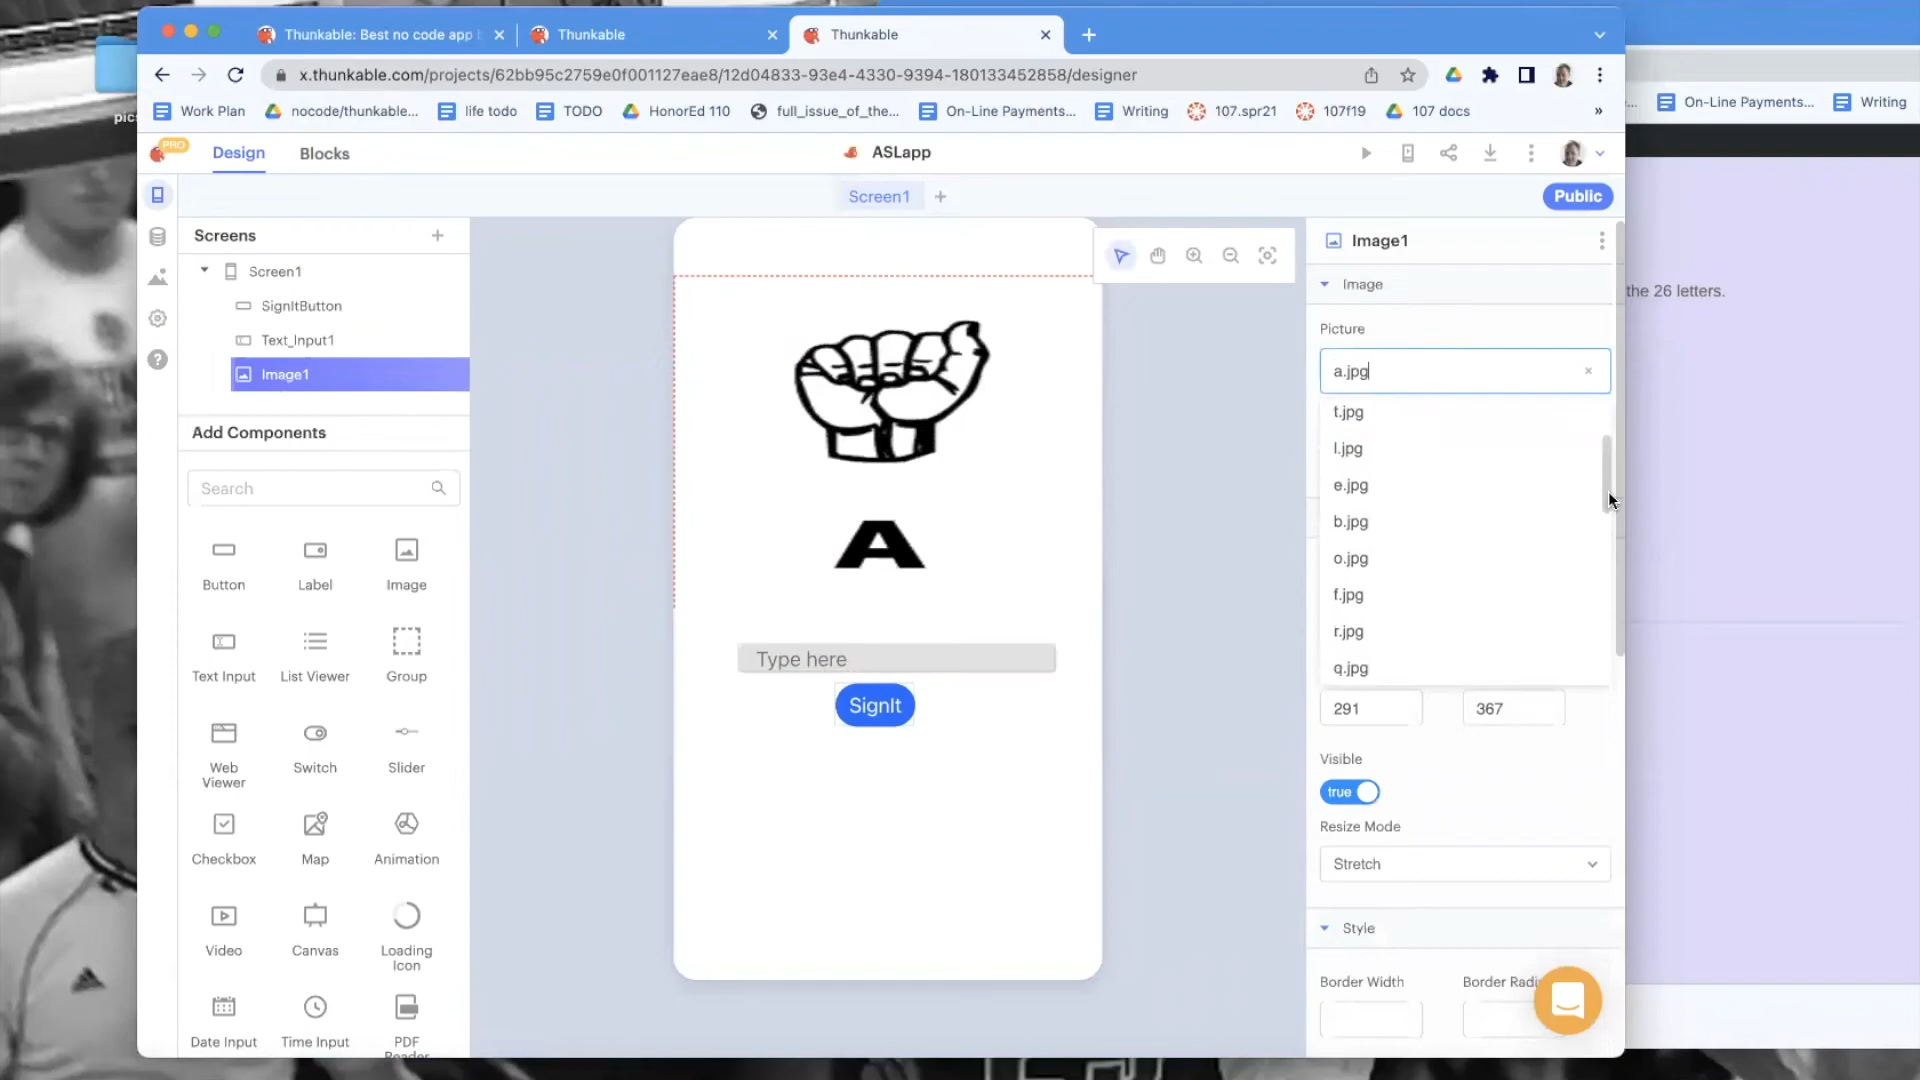 Thunkable: Best no code app b
Thunkable
Thunkable
x.thunkable.com/projects/62bb95c2759e0f001127eae8/12d04833-93e4-4330-9394-180133452858/designer
Work Plan
nocode/thunkable...
life todo
TODO
HonorEd 110
full_issue_of_the...
On-Line Payments...
Writing
107.spr21
107f19
107 docs
»
On-Line Payments...
Writing
pics
PRO
Design
Blocks
ASLapp
Screen1
Public
Screens
Screen1
SignItButton
Text_Input1
Image1
Add Components
Search
Button
Label
Image
Text Input
List Viewer
Group
Web Viewer
Switch
Slider
Checkbox
Map
Animation
Video
Canvas
Loading Icon
Date Input
Time Input
PDF Reader
A
Type here
SignIt
Image1
Image
Picture
a.jpg
t.jpg
l.jpg
e.jpg
b.jpg
o.jpg
f.jpg
r.jpg
q.jpg
291
367
Visible
true
Resize Mode
Stretch
Style
Border Width
Border Radi
the 26 letters.